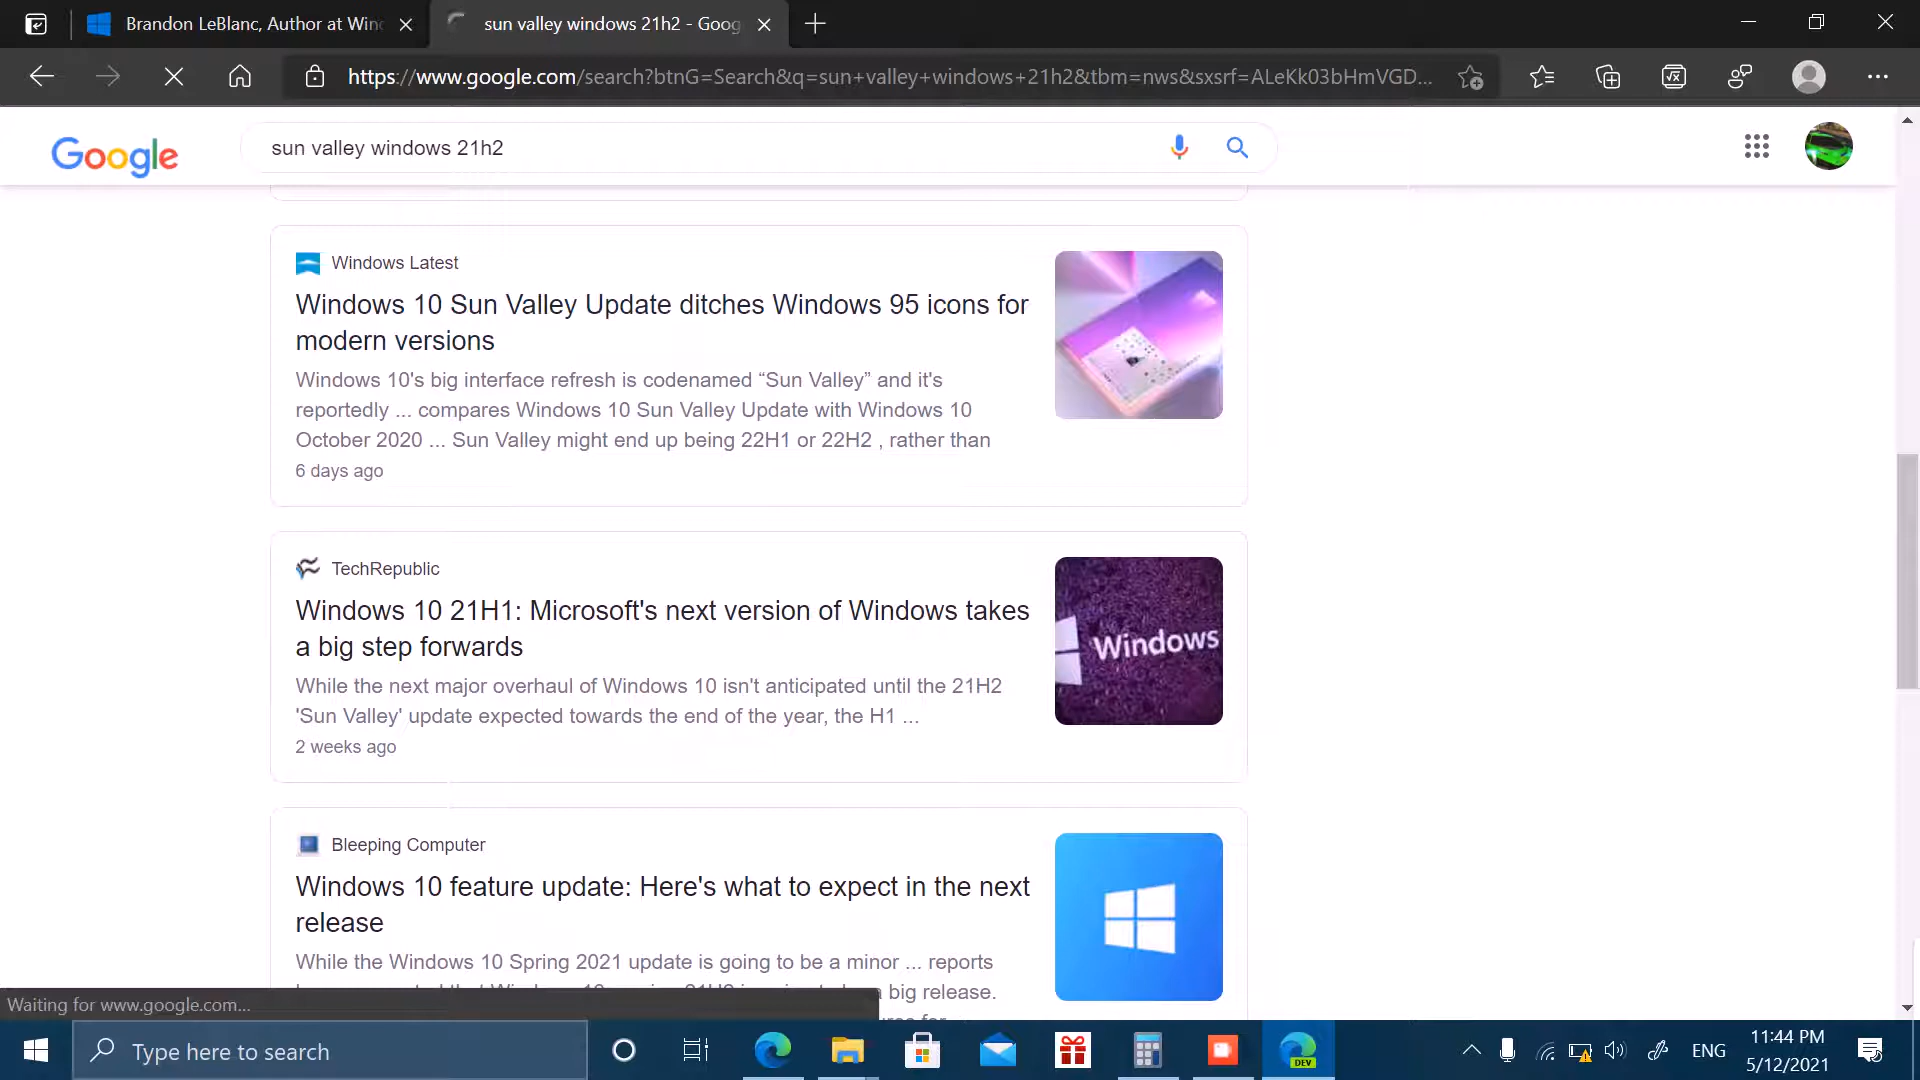 Brandon LeBlanc, Author at Win
sun valley windows 21h2 - Goog
https://www.google.com/search?btnG=Search&q=sun+valley+windows+21h2&tbm=nws&sxsrf=ALeKk03bHmVGD...
Google
sun valley windows 21h2
Windows Latest
Windows 10 Sun Valley Update ditches Windows 95 icons for
modern versions
Windows 10's big interface refresh is codenamed “Sun Valley” and it's
reportedly ... compares Windows 10 Sun Valley Update with Windows 10
October 2020 ... Sun Valley might end up being 22H1 or 22H2 , rather than
6 days ago
TechRepublic
Windows 10 21H1: Microsoft's next version of Windows takes
a big step forwards
While the next major overhaul of Windows 10 isn't anticipated until the 21H2
'Sun Valley' update expected towards the end of the year, the H1 ...
2 weeks ago
Windows
Bleeping Computer
Windows 10 feature update: Here's what to expect in the next
release
While the Windows 10 Spring 2021 update is going to be a minor ... reports
a big release.
Waiting for www.google.com...
Type here to search
DEV
ENG
11:44 PM
5/12/2021